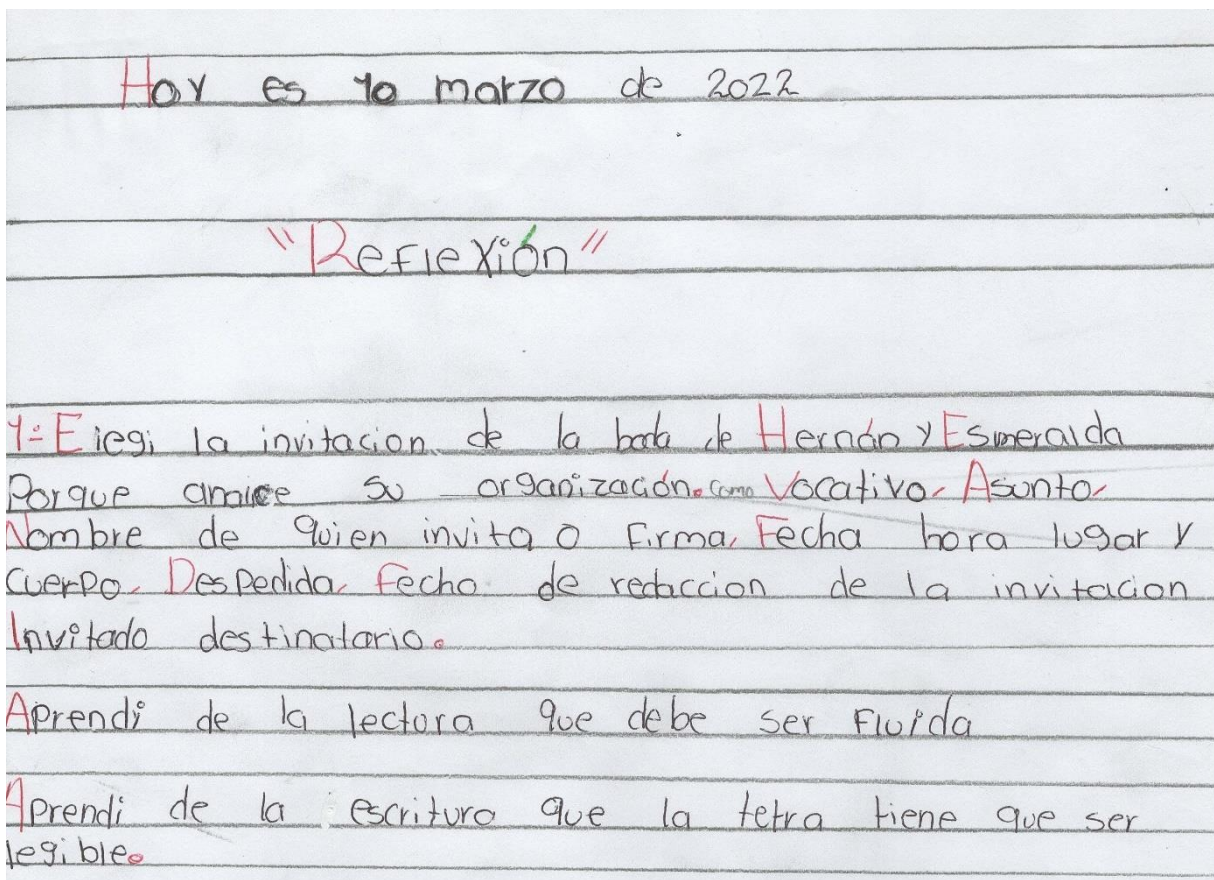 Hoy es 10 marzo de 2022
"Reflexión"
1= Elegi la invitacion de la boda de Hernán y Esmeralda
Porque analice su organización. como Vocativo, Asunto,
Nombre de quien invita o firma, Fecha hora lugar y
cuerpo, Despedida, Fecha de redaccion de la invitacion
Invitado destinatario.
Aprendi de la lectura que debe ser Fluida
Aprendi de la escritura que la letra tiene que ser
legible.